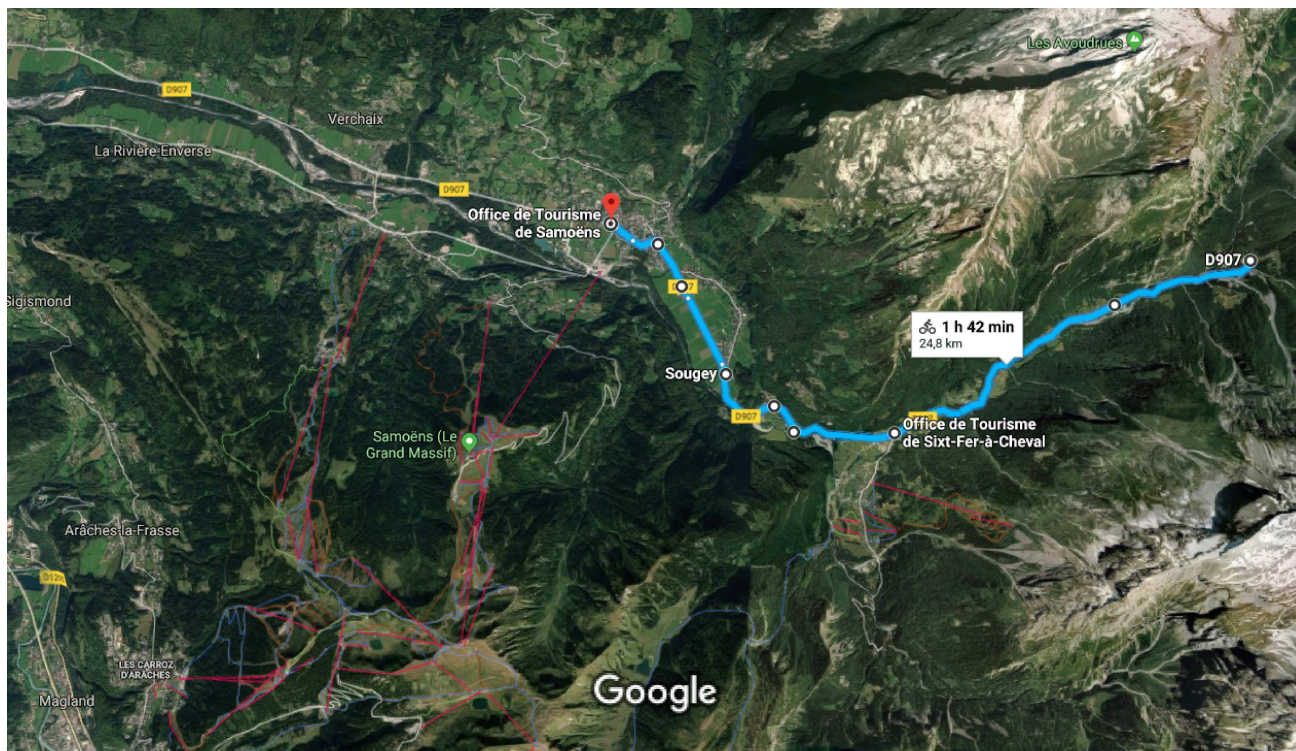 Les Avoudrues
D907
Verchaix
La Rivière-Enverse
D907
Office de Tourisme
de Samoëns
D907
Sigismond
D907
1 h 42 min
24,8 km
Sougey
D907
Office de Tourisme
de Sixt-Fer-à-Cheval
Samoëns (Le
Grand Massif)
Arâches-la-Frasse
LES CARROZ
D'ARÂCHES
Magland
Google